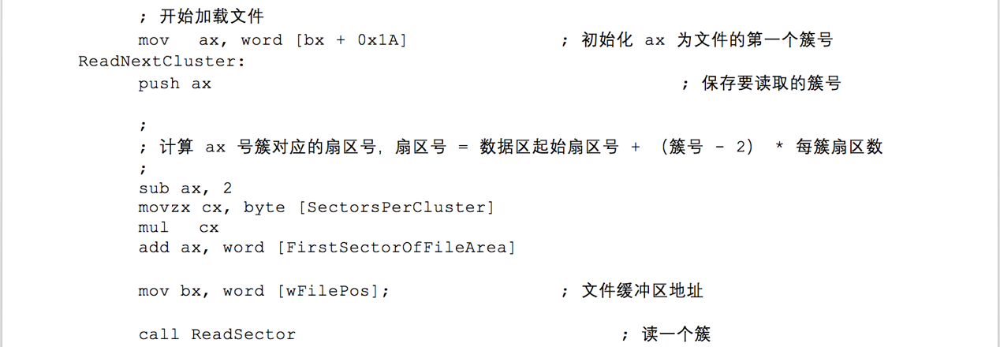 ; 开始加载文件
mov ax, word [bx + 0x1A] ; 初始化 ax 为文件的第一个簇号
ReadNextCluster:
push ax ; 保存要读取的簇号
;
; 计算 ax 号簇对应的扇区号，扇区号 = 数据区起始扇区号 + （簇号 - 2） * 每簇扇区数
;
sub ax, 2
movzx cx, byte [SectorsPerCluster]
mul cx
add ax, word [FirstSectorOfFileArea]
mov bx, word [wFilePos]; ; 文件缓冲区地址
call ReadSector ; 读一个簇